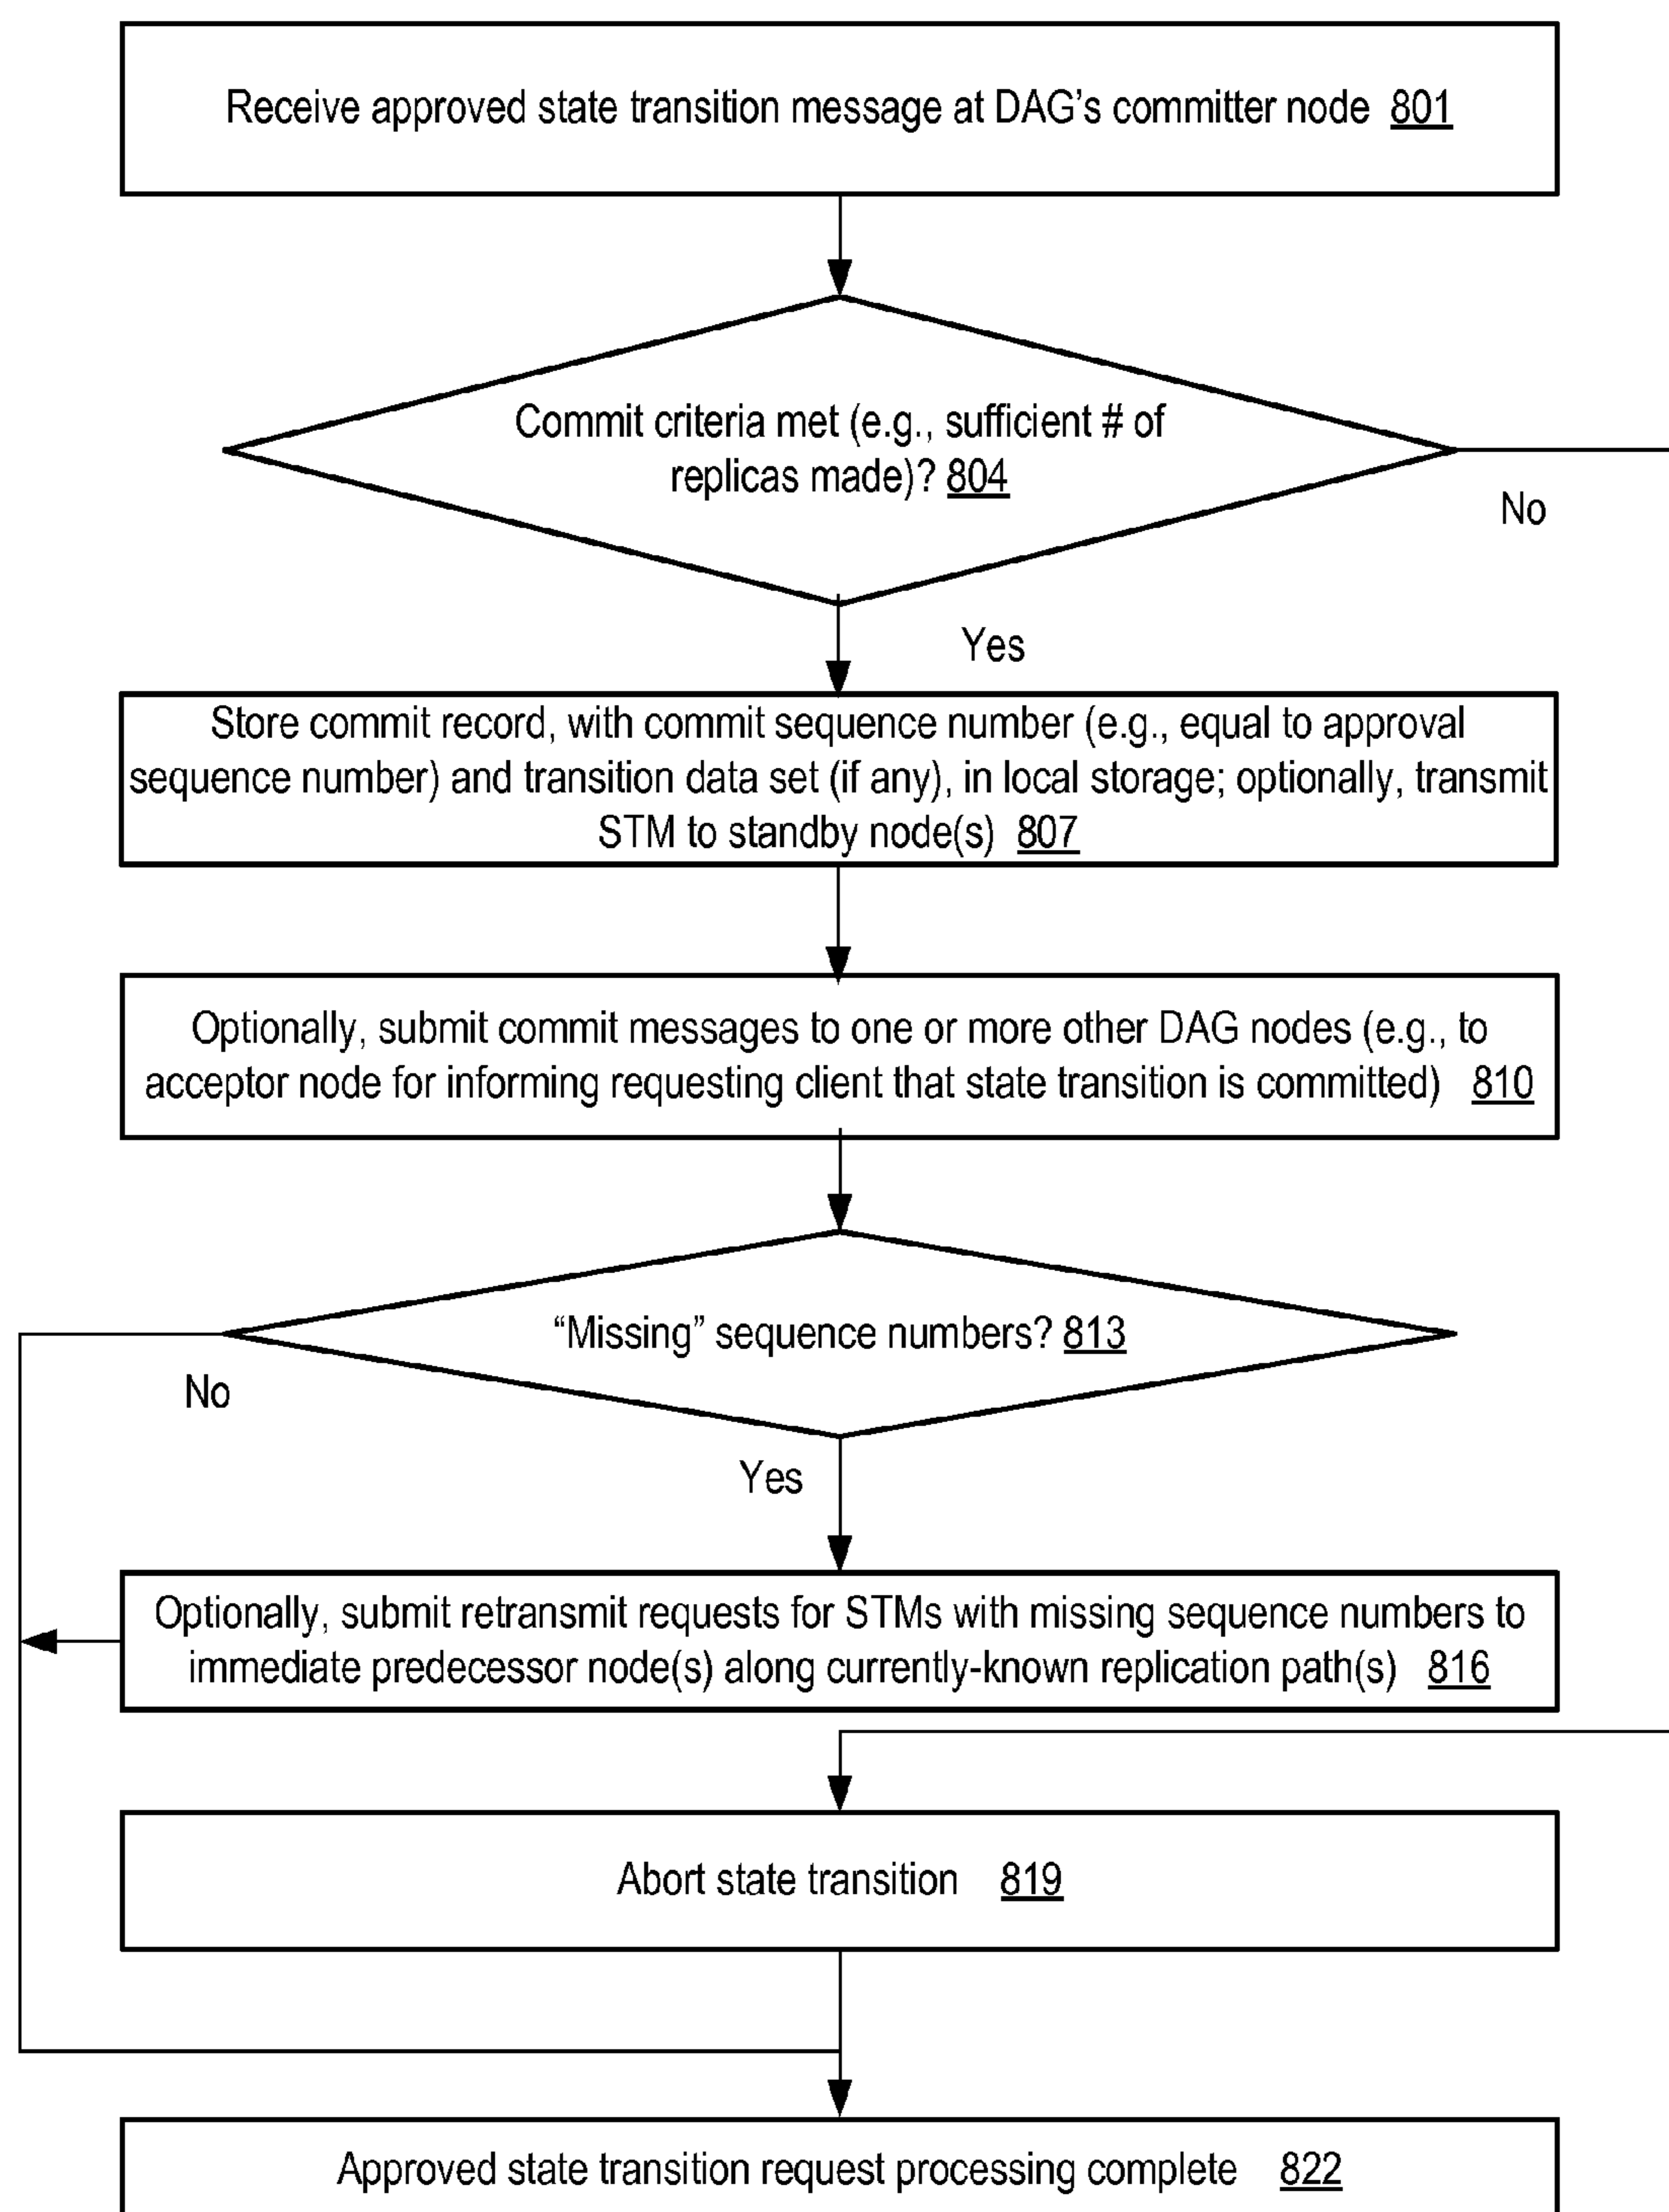 Receive approved state transition message at DAG's committer node 801
Commit criteria met (e.g., sufficient # of
replicas made)? 804
No
Yes
Store commit record, with commit sequence number (e.g., equal to approval
sequence number) and transition data set (if any), in local storage; optionally, transmit
STM to standby node(s) 807
Optionally, submit commit messages to one or more other DAG nodes (e.g., to
acceptor node for informing requesting client that state transition is committed) 810
“Missing” sequence numbers? 813
No
Yes
Optionally, submit retransmit requests for STMs with missing sequence numbers to
immediate predecessor node(s) along currently-known replication path(s) 816
Abort state transition 819
Approved state transition request processing complete 822